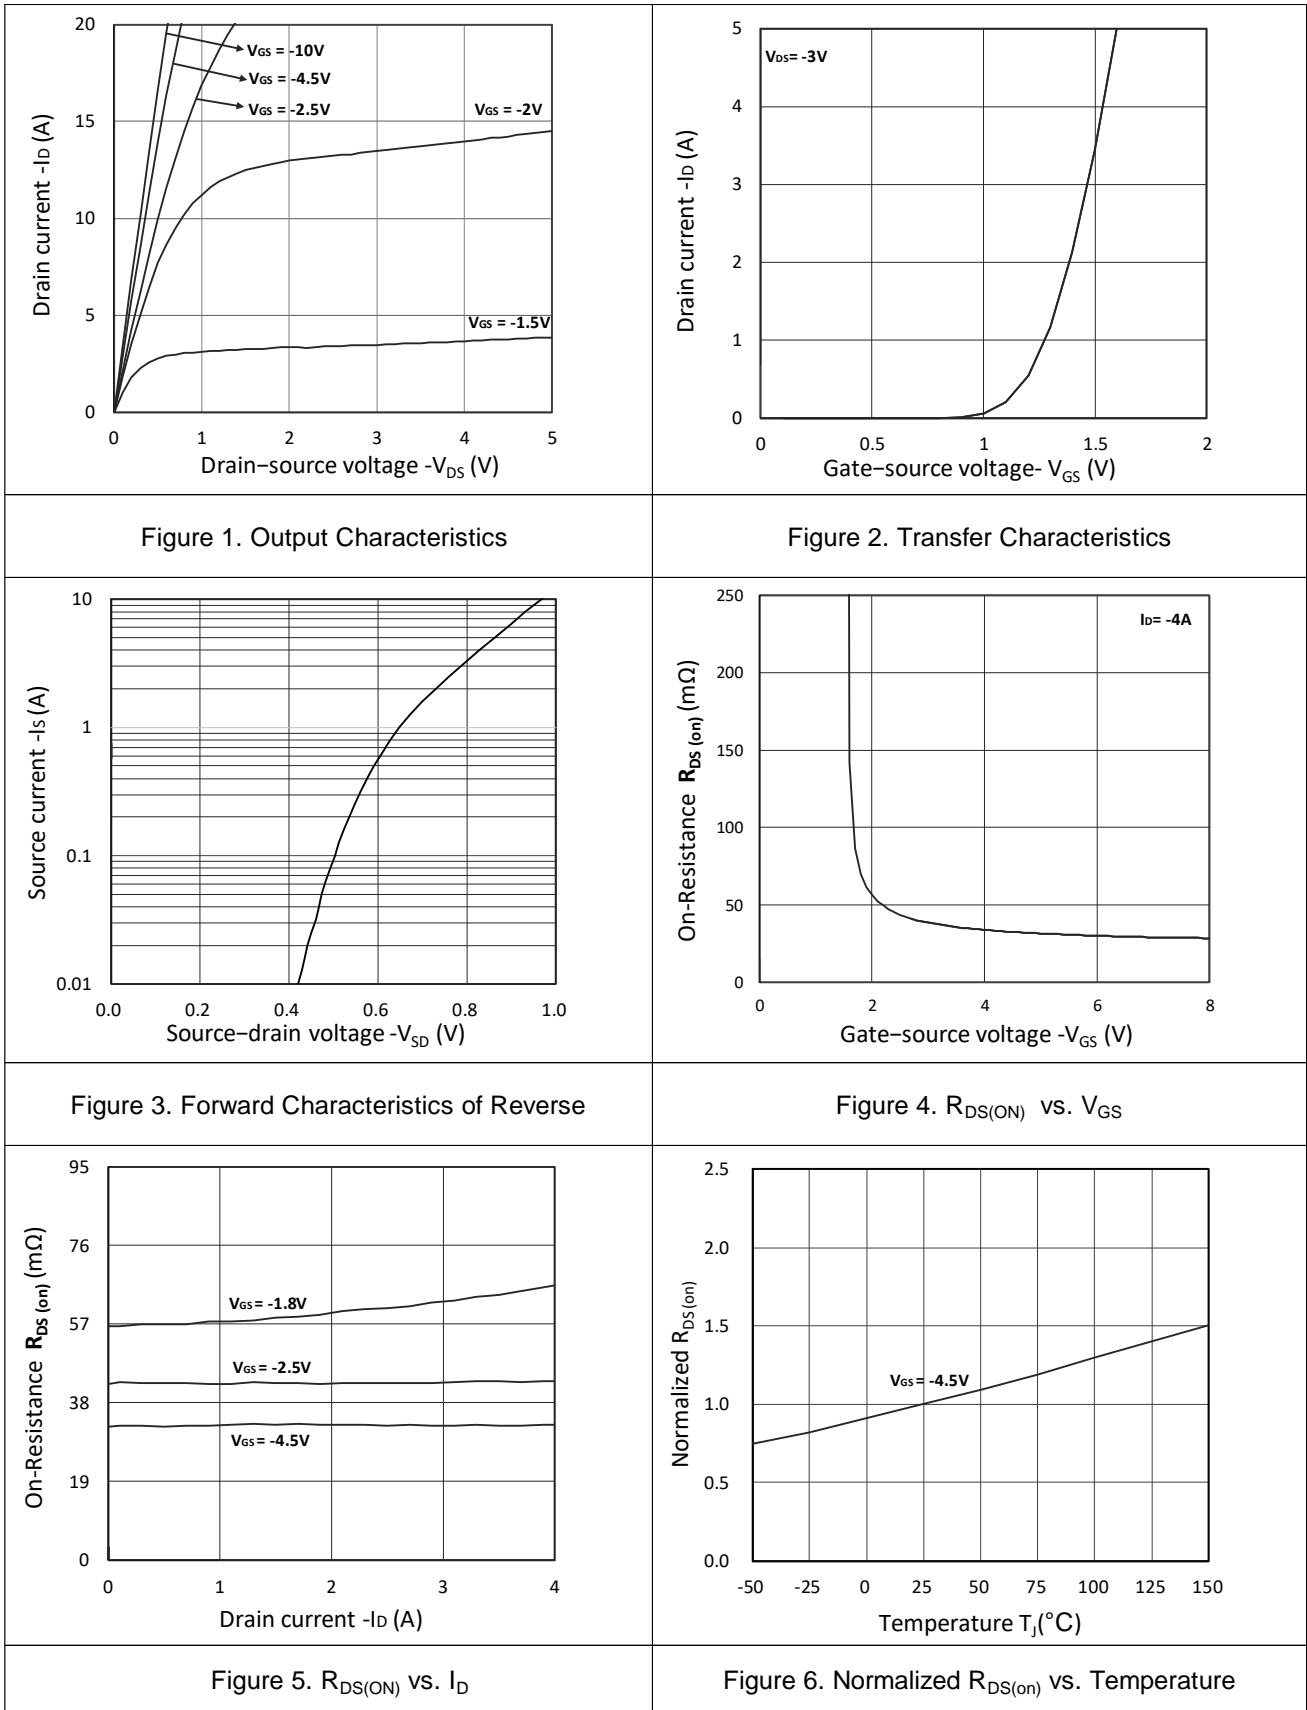 20
15
10
5
0
Drain current -ID (A)
VGS = -10V
VGS = -4.5V
VGS = -2.5V
VGS = -2V
VGS = -1.5V
0 1 2 3 4 5
Drain−source voltage -VDS (V)
5
4
3
2
1
0
Drain current -ID (A)
VDS= -3V
0 0.5 1 1.5 2
Gate−source voltage- VGS (V)
Figure 1. Output Characteristics
Figure 2. Transfer Characteristics
10
1
0.1
0.01
Source current -IS (A)
0.0 0.2 0.4 0.6 0.8 1.0
Source−drain voltage -VSD (V)
250
200
150
100
50
0
On-Resistance RDS (on) (mΩ)
ID= -4A
0 2 4 6 8
Gate−source voltage -VGS (V)
Figure 3. Forward Characteristics of Reverse
Figure 4. RDS(ON) vs. VGS
95
76
57
38
19
0
On-Resistance RDS (on) (mΩ)
VGS = -1.8V
VGS = -2.5V
VGS = -4.5V
0 1 2 3 4
Drain current -ID (A)
2.5
2.0
1.5
1.0
0.5
0.0
Normalized RDS(on)
VGS = -4.5V
-50 -25 0 25 50 75 100 125 150
Temperature TJ(°C)
Figure 5. RDS(ON) vs. ID
Figure 6. Normalized RDS(on) vs. Temperature